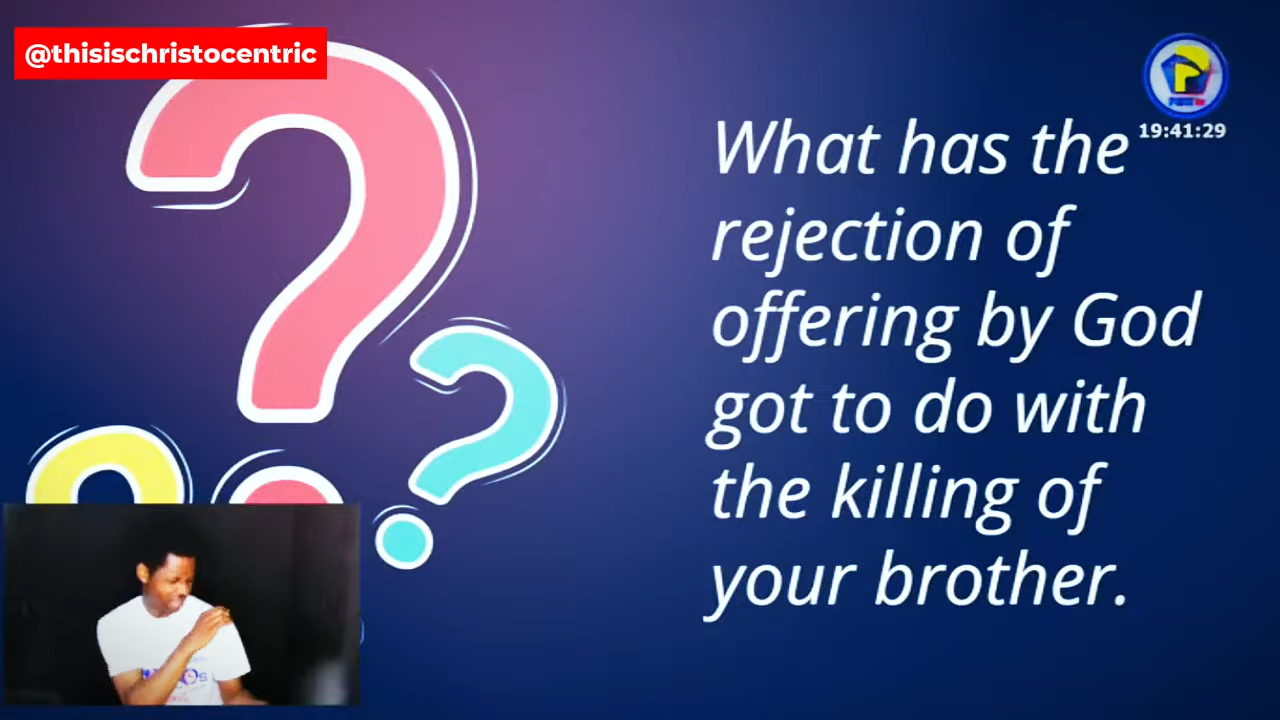 @thisischristocentric
19:41:29
What has the
rejection of
offering by God
got to do with
the killing of
your brother.